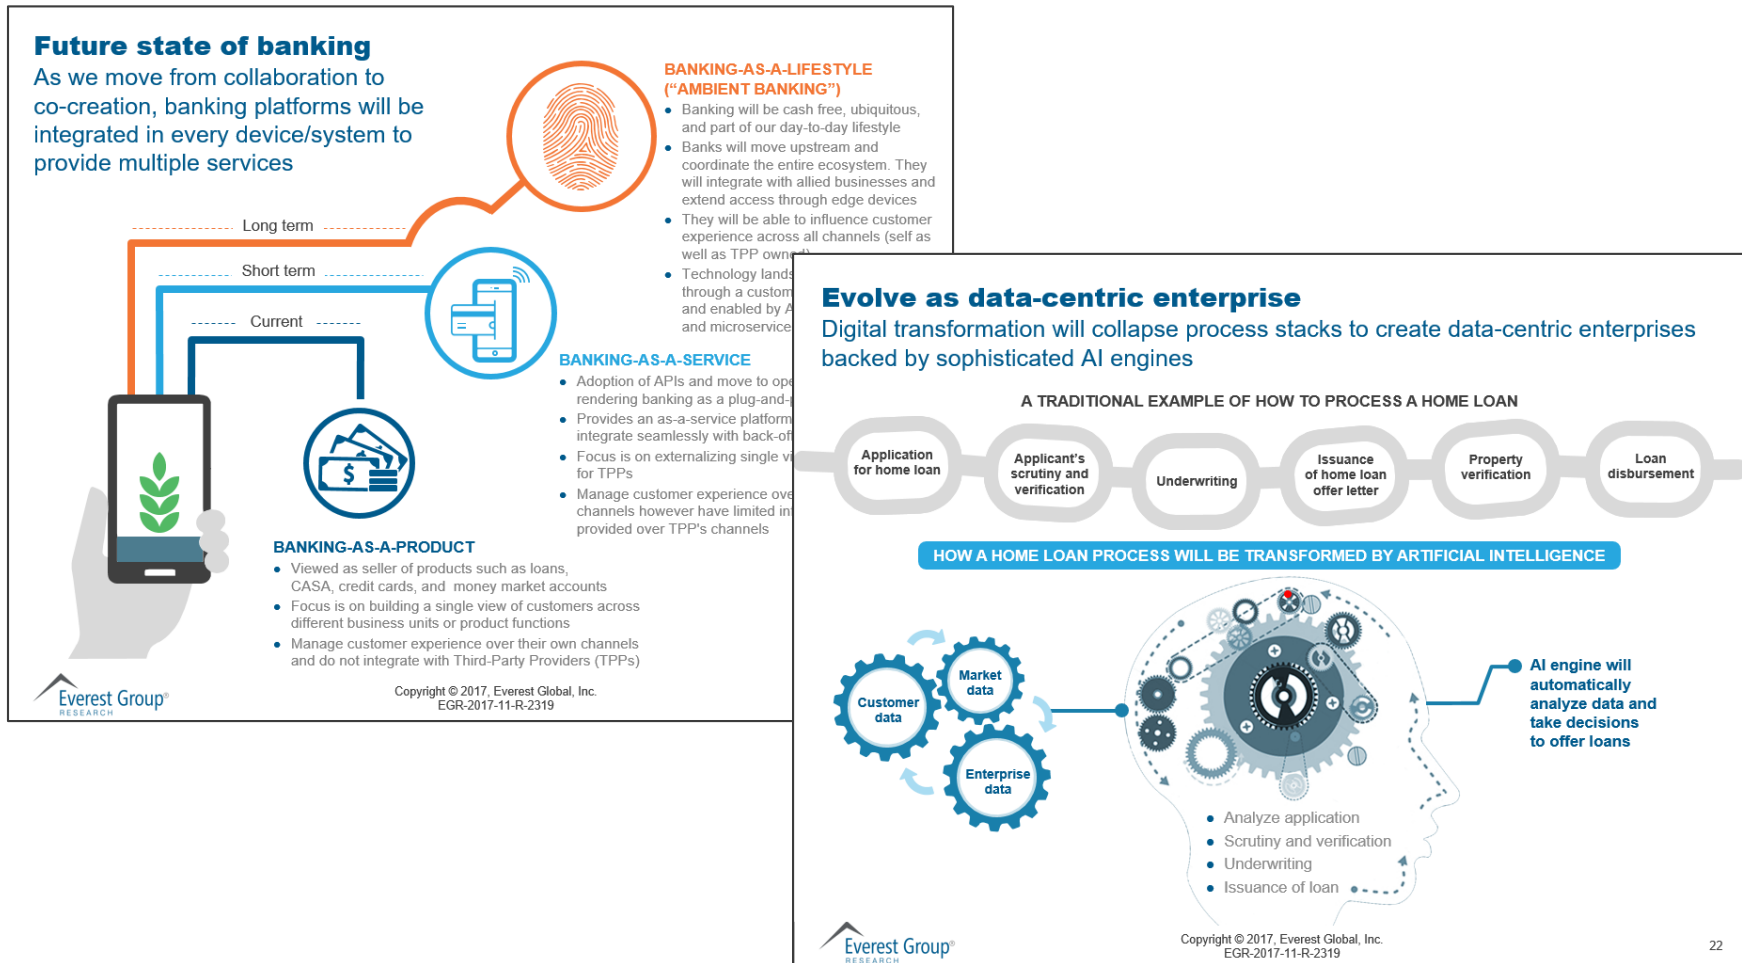 Future state of banking
As we move from collaboration to
co-creation, banking platforms will be
integrated in every device/system to
provide multiple services
Long term
Short term
Current
BANKING-AS-A-LIFESTYLE
(“AMBIENT BANKING”)
● Banking will be cash free, ubiquitous,
and part of our day-to-day lifestyle
● Banks will move upstream and
coordinate the entire ecosystem. They
will integrate with allied businesses and
extend access through edge devices
● They will be able to influence customer
experience across all channels (self as
well as TPP owned)
● Technology
through a
and enabled by
and
BANKING-AS-A-SERVICE
● Adoption of APIs and move to
rendering banking as a
● Provides an as-a-service platform
integrate seamlessly with
● Focus is on externalizing single
for TPPs
● Manage customer experience
channels however have limited
provided over TPP's channels
BANKING-AS-A-PRODUCT
● Viewed as seller of products such as loans,
CASA, credit cards, and money market accounts
● Focus is on building a single view of customers across
different business units or product functions
● Manage customer experience over their own channels
and do not integrate with Third-Party Providers (TPPs)
$
Everest Group®
RESEARCH
Copyright © 2017, Everest Global, Inc.
EGR-2017-11-R-2319
Evolve as data-centric enterprise
Digital transformation will collapse process stacks to create data-centric enterprises
backed by sophisticated AI engines
A TRADITIONAL EXAMPLE OF HOW TO PROCESS A HOME LOAN
Application
for home loan
Applicant’s
scrutiny and
verification
Underwriting
Issuance
of home loan
offer letter
Property
verification
Loan
disbursement
HOW A HOME LOAN PROCESS WILL BE TRANSFORMED BY ARTIFICIAL INTELLIGENCE
Customer
data
Market
data
Enterprise
data
AI engine will
automatically
analyze data and
take decisions
to offer loans
● Analyze application
● Scrutiny and verification
● Underwriting
● Issuance of loan
Everest Group®
RESEARCH
Copyright © 2017, Everest Global, Inc.
EGR-2017-11-R-2319
22